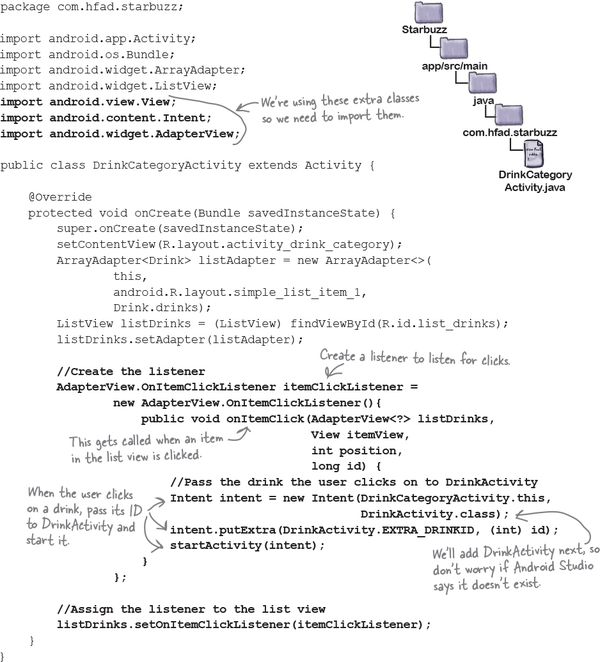 package com.hfad.starbuzz;
Starbuzz
import android.app.Activity;
app/src/main
import android.os.Bundle;
import android.widget.ArrayAdapter;
import android.widget.ListView;
java
import android.view.View;
We're using these extra classes
import android.content.Intent;
so we need to import them.
com.hfad.starbuzz
import android.widget.AdapterView;
public class DrinkCategoryActivity extends Activity {
DrinkCategory
Activity.java
@Override
protected void onCreate(Bundle savedInstanceState) {
super.onCreate(savedInstanceState);
setContentView(R.layout.activity_drink_category);
ArrayAdapter<Drink> listAdapter = new ArrayAdapter<>(
this,
android.R.layout.simple_list_item_1,
Drink.drinks);
ListView listDrinks = (ListView) findViewById(R.id.list_drinks);
listDrinks.setAdapter(listAdapter);
Create a listener to listen for clicks.
//Create the listener
AdapterView.OnItemClickListener itemClickListener =
new AdapterView.OnItemClickListener(){
public void onItemClick(AdapterView<?> listDrinks,
This gets called when an item
in the list view is clicked.
View itemView,
int position,
long id) {
//Pass the drink the user clicks on to DrinkActivity
When the user clicks
on a drink, pass its ID
to DrinkActivity and
start it.
Intent intent = new Intent(DrinkCategoryActivity.this,
DrinkActivity.class);
intent.putExtra(DrinkActivity.EXTRA_DRINKID, (int) id);
startActivity(intent);
We'll add DrinkActivity next, so
don't worry if Android Studio
says it doesn't exist.
}
};
//Assign the listener to the list view
listDrinks.setOnItemClickListener(itemClickListener);
}
}